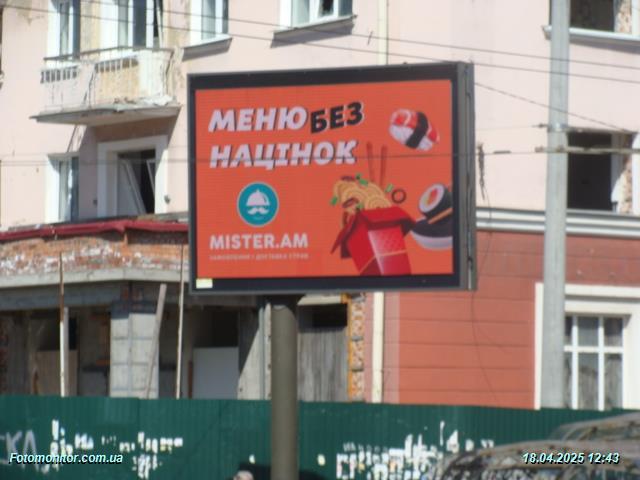 МЕНЮ БЕЗ
НАЦІНОК
MISTER.AM
ЗАМОВЛЕННЯ І ДОСТАВКА СТРАВ
Fotomonitor.com.ua
18.04.2025 12:43